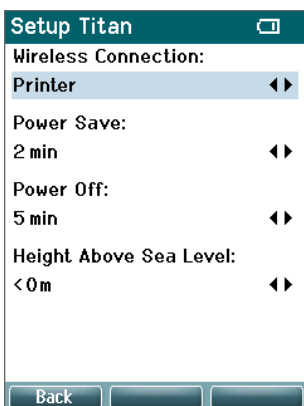 Setup Titan
Wireless Connection:
Printer
Power Save:
2 min
Power Off:
5 min
Height Above Sea Level:
<0m
Back